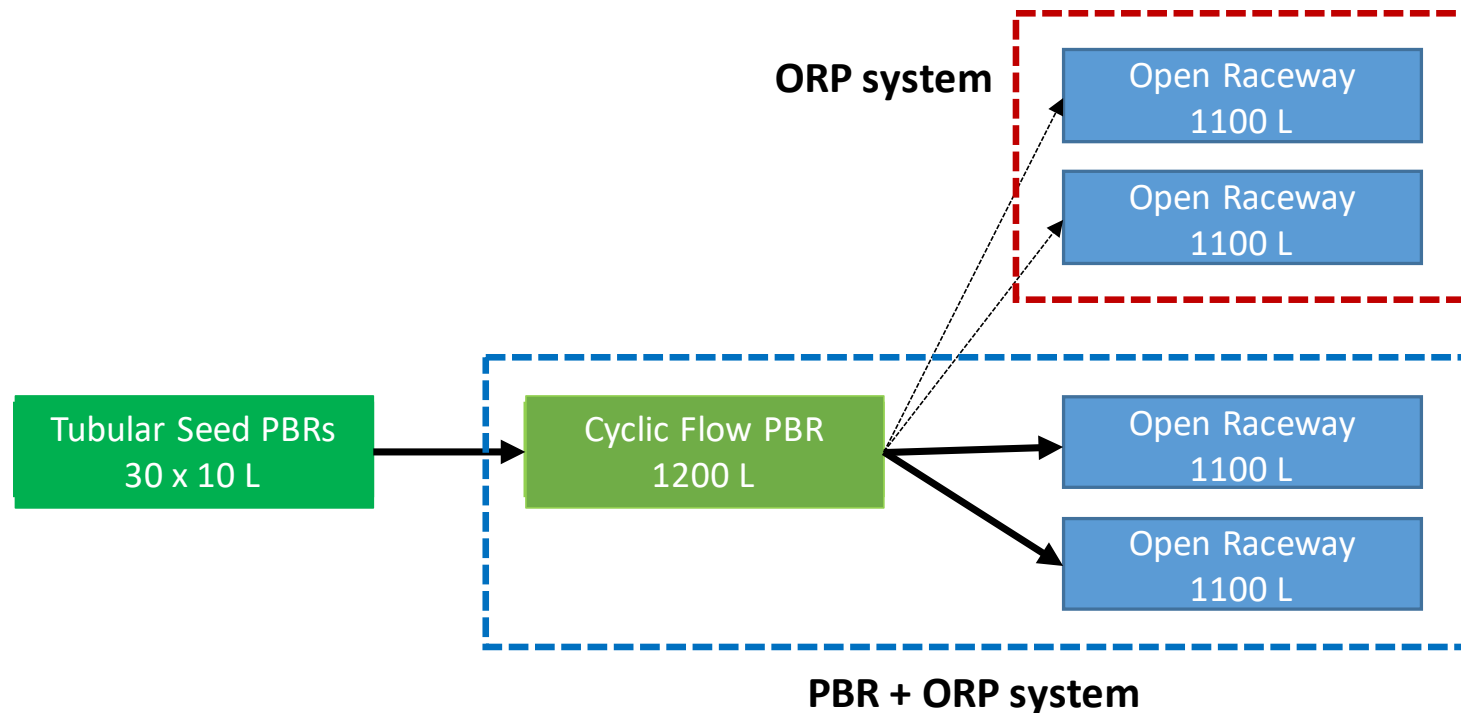 ORP system
Open Raceway
1100 L
Open Raceway
1100 L
Tubular Seed PBRs
30 x 10 L
Cyclic Flow PBR
1200 L
Open Raceway
1100 L
Open Raceway
1100 L
PBR + ORP system